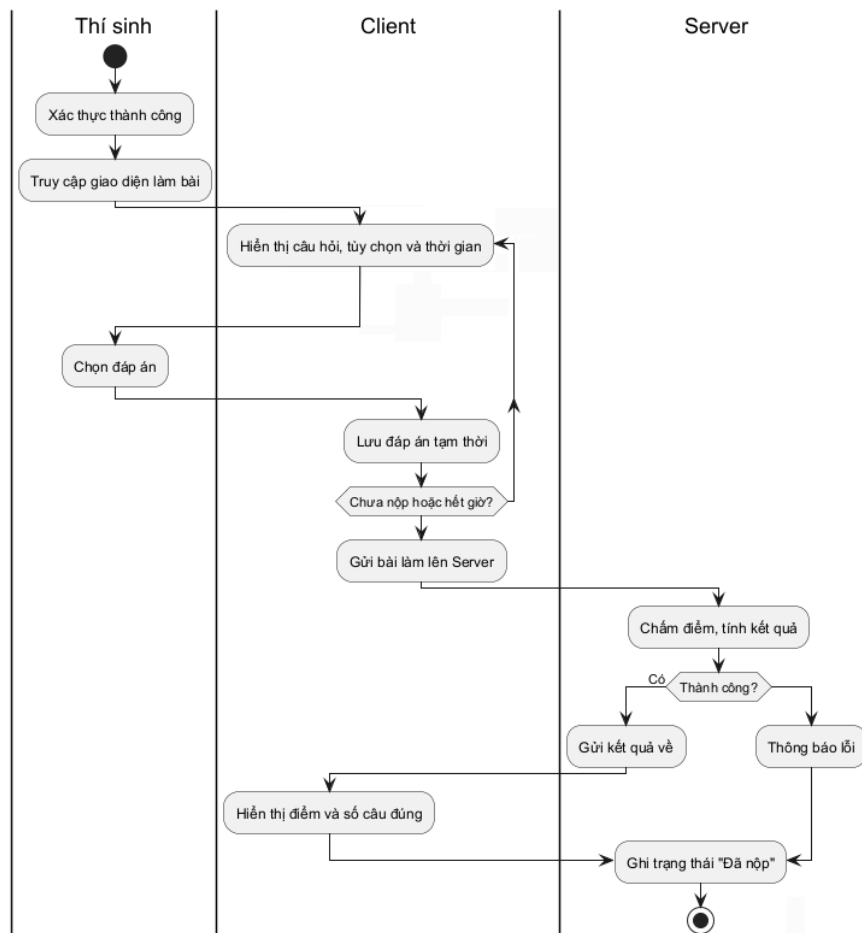 Thí sinh
Client
Server
Xác thực thành công
Truy cập giao diện làm bài
Hiển thị câu hỏi, tùy chọn và thời gian
Chọn đáp án
Lưu đáp án tạm thời
Chưa nộp hoặc hết giờ?
Gửi bài làm lên Server
Chấm điểm, tính kết quả
Có
Thành công?
Gửi kết quả về
Thông báo lỗi
Hiển thị điểm và số câu đúng
Ghi trạng thái "Đã nộp"